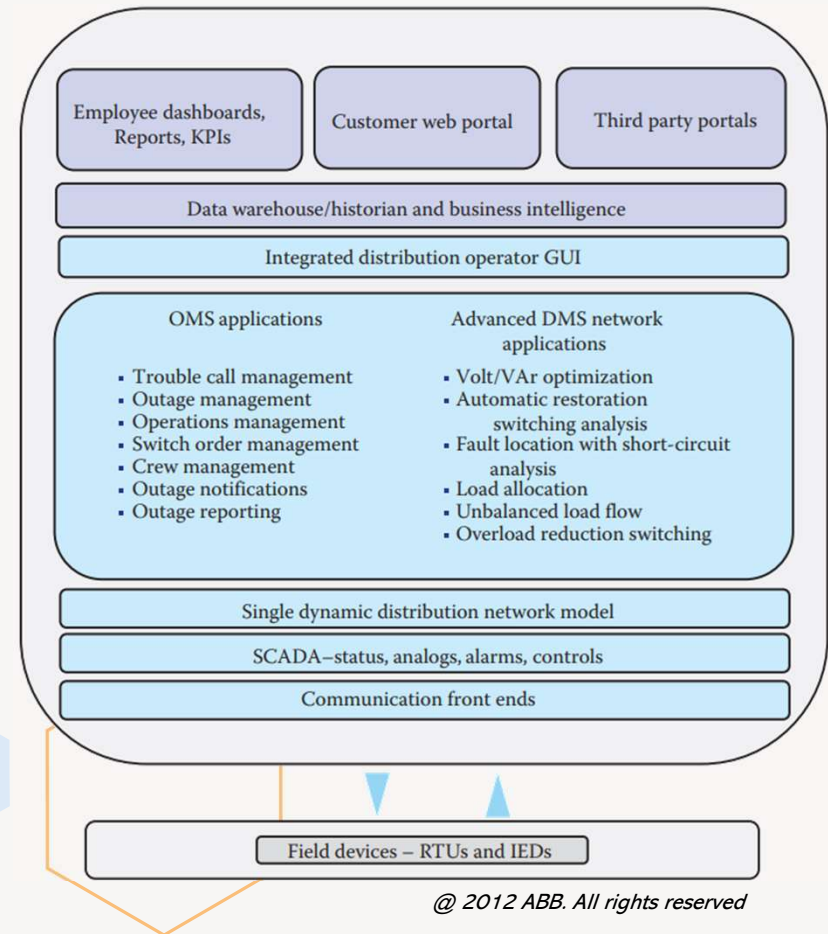 Employee dashboards,
Reports, KPIs
Customer web portal
Third party portals
Data warehouse/historian and business intelligence
Integrated distribution operator GUI
OMS applications
▪ Trouble call management
▪ Outage management
▪ Operations management
▪ Switch order management
▪ Crew management
▪ Outage notifications
▪ Outage reporting
Advanced DMS network
applications
▪ Volt/VAr optimization
▪ Automatic restoration
switching analysis
▪ Fault location with short-circuit
analysis
▪ Load allocation
▪ Unbalanced load flow
▪ Overload reduction switching
Single dynamic distribution network model
SCADA–status, analogs, alarms, controls
Communication front ends
Field devices – RTUs and IEDs
@ 2012 ABB. All rights reserved